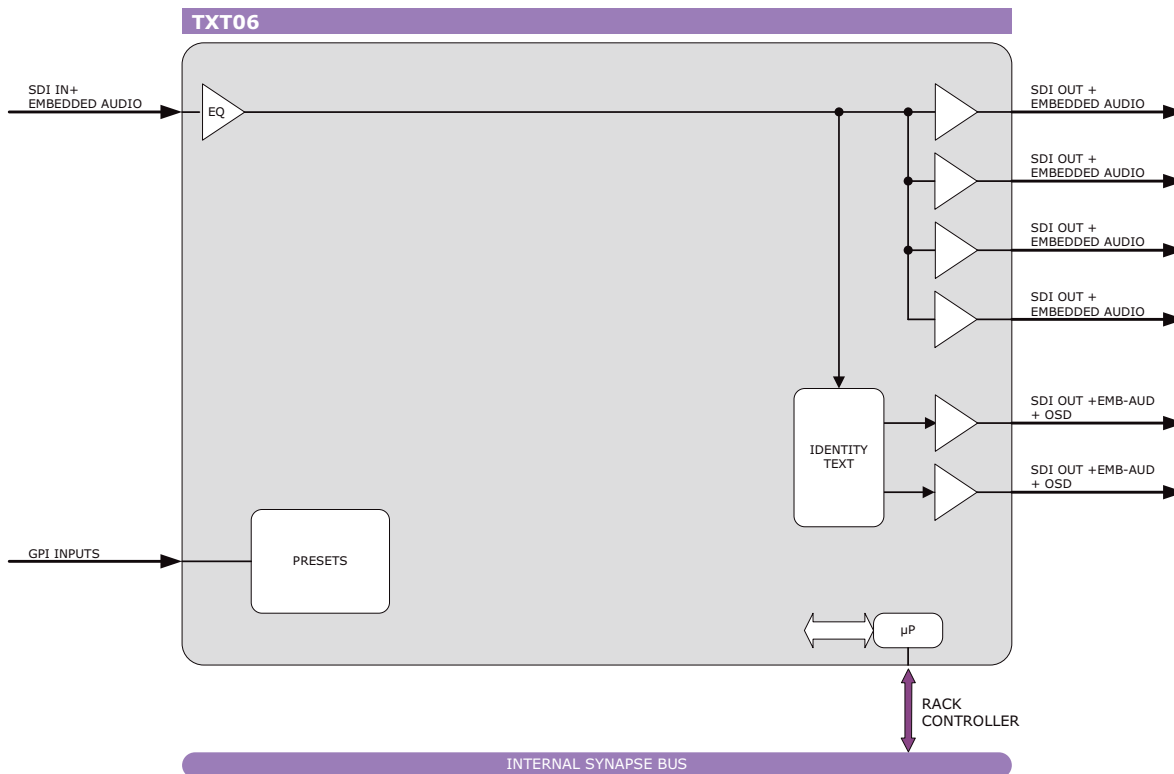 TXT06
SDI IN+
EMBEDDED AUDIO
EQ
SDI OUT +
EMBEDDED AUDIO
SDI OUT +
EMBEDDED AUDIO
SDI OUT +
EMBEDDED AUDIO
SDI OUT +
EMBEDDED AUDIO
SDI OUT +EMB-AUD
+ OSD
IDENTITY
TEXT
SDI OUT +EMB-AUD
+ OSD
GPI INPUTS
PRESETS
µP
RACK
CONTROLLER
INTERNAL SYNAPSE BUS